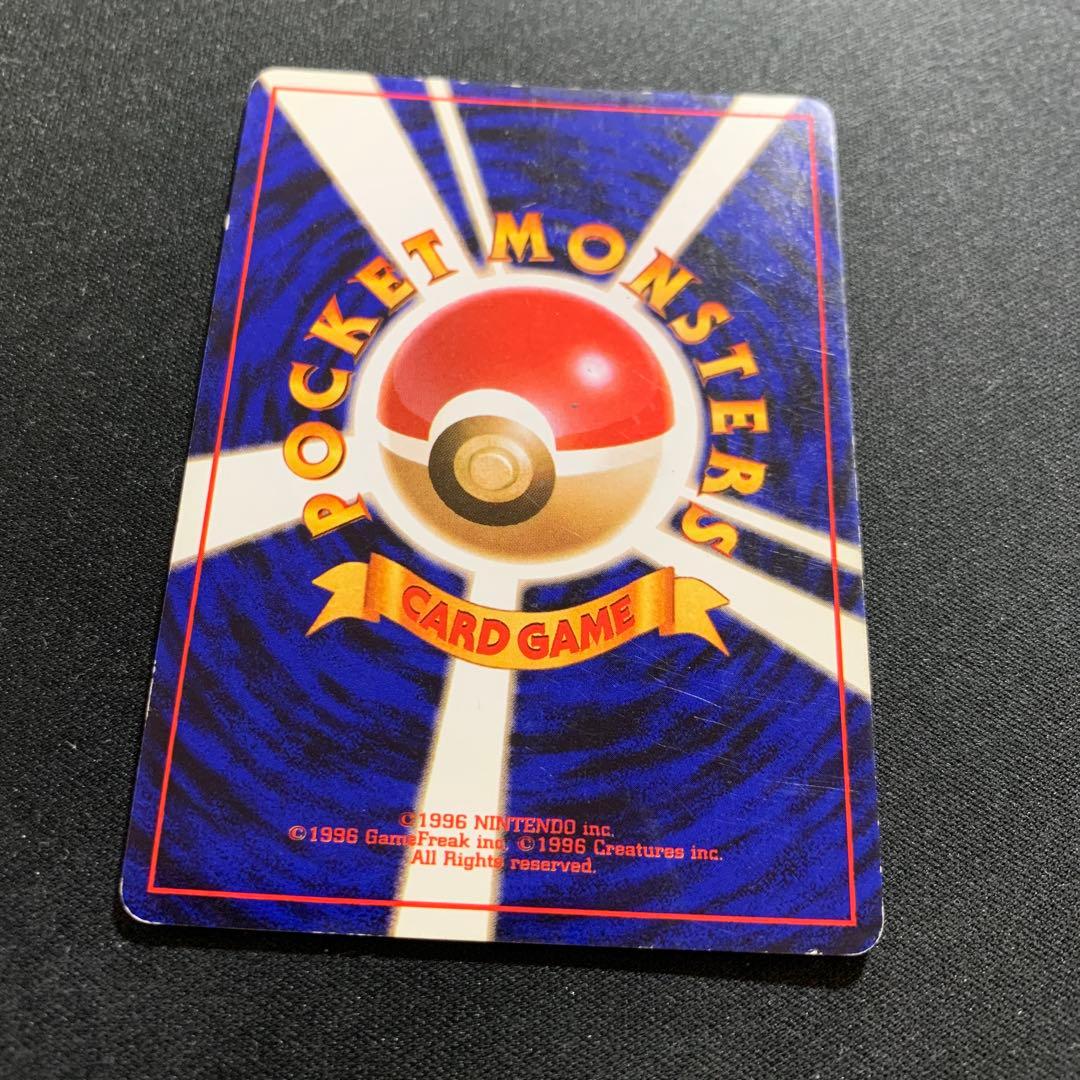 POCKET MONSTERS
CARD GAME
©1996 NINTENDO inc.
©1996 GameFreak inc. ©1996 Creatures inc.
All Rights reserved.